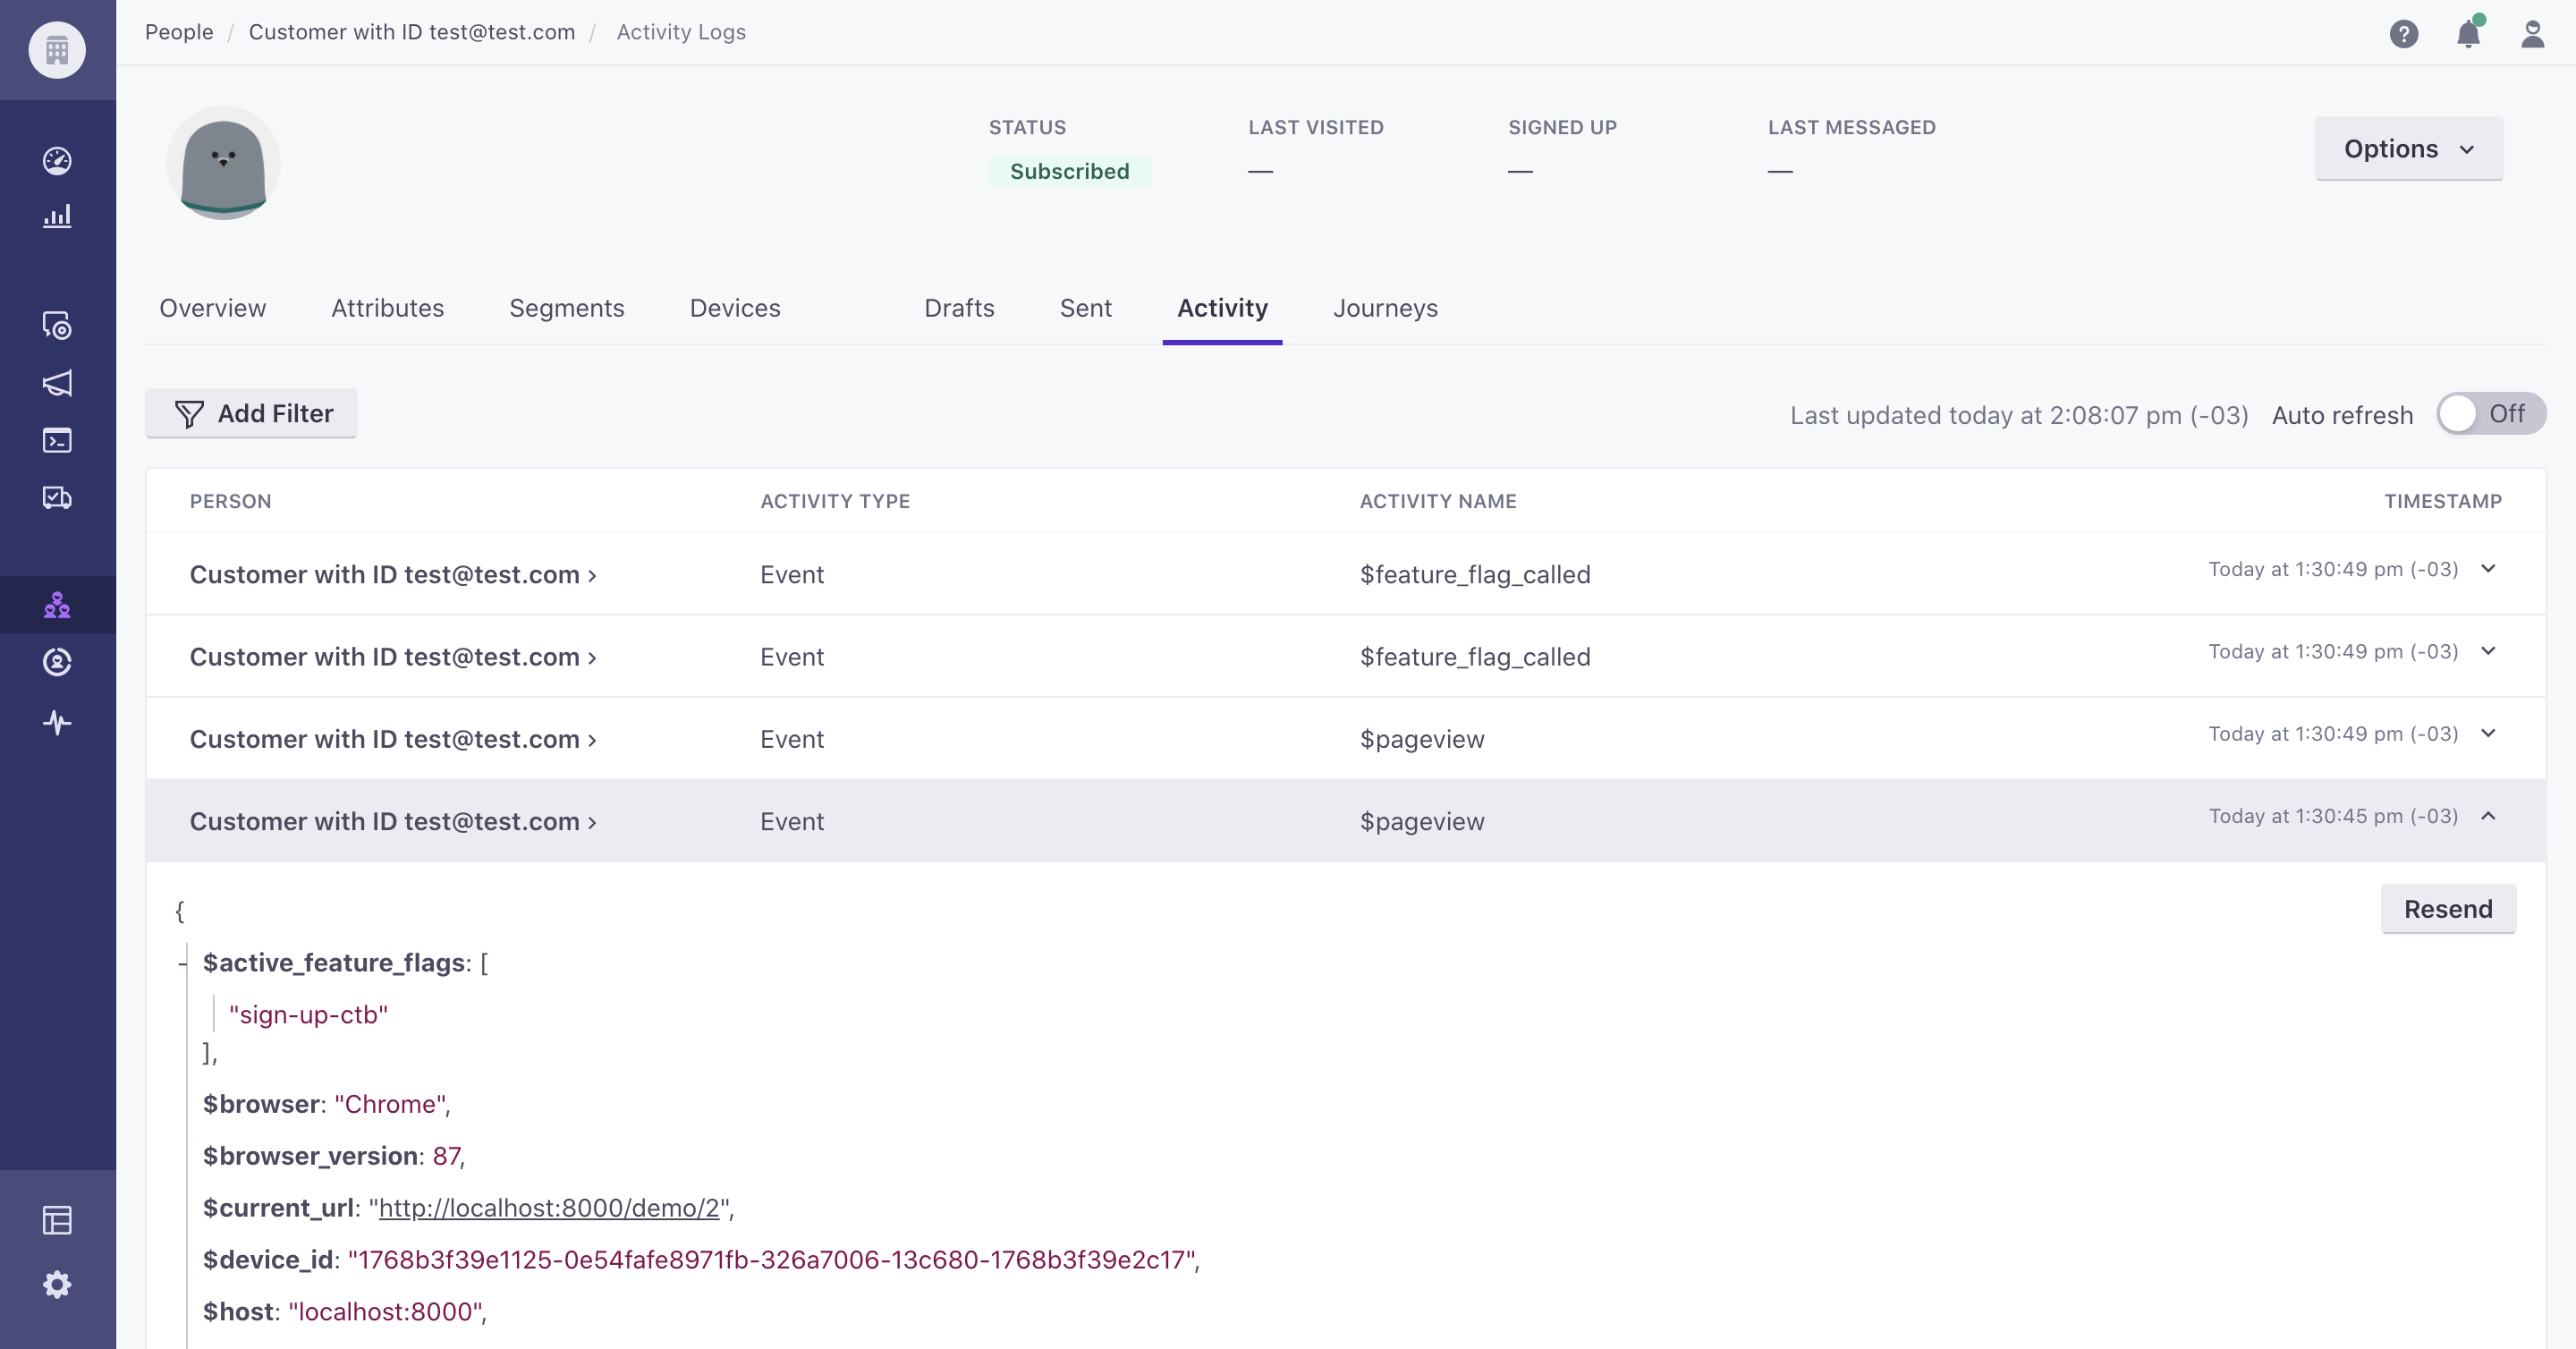 People / Customer with ID test@test.com / Activity Logs
STATUS LAST VISITED SIGNED UP LAST MESSAGED
Subscribed — — —
Options
Overview Attributes Segments Devices Drafts Sent Activity Journeys
Add Filter Last updated today at 2:08:07 pm (-03) Auto refresh Off
PERSON ACTIVITY TYPE ACTIVITY NAME TIMESTAMP
Customer with ID test@test.com › Event $feature_flag_called Today at 1:30:49 pm (-03)
Customer with ID test@test.com › Event $feature_flag_called Today at 1:30:49 pm (-03)
Customer with ID test@test.com › Event $pageview Today at 1:30:49 pm (-03)
Customer with ID test@test.com › Event $pageview Today at 1:30:45 pm (-03)
{
Resend
- $active_feature_flags: [
"sign-up-ctb"
],
$browser: "Chrome",
$browser_version: 87,
$current_url: "http://localhost:8000/demo/2",
$device_id: "1768b3f39e1125-0e54fafe8971fb-326a7006-13c680-1768b3f39e2c17",
$host: "localhost:8000",